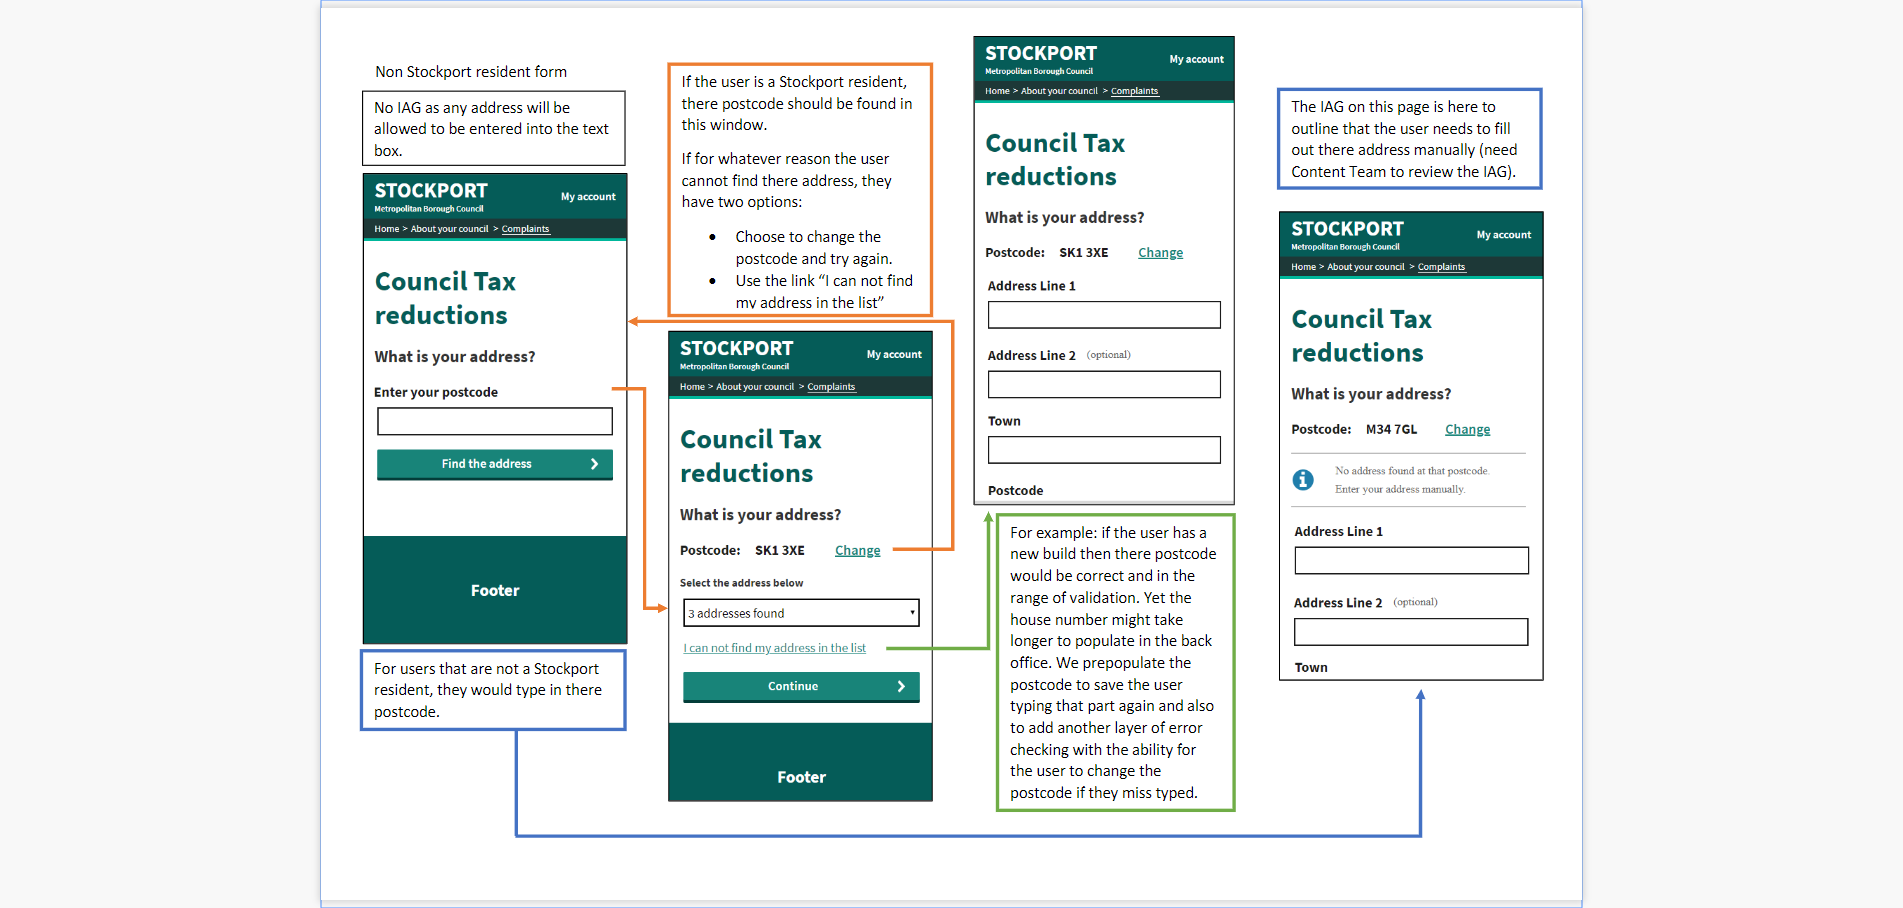 Non Stockport resident form
No IAG as any address will be
allowed to be entered into the text
box.
STOCKPORT
My account
Metropolitan Borough Council
Home > About your council > Complaints
Council Tax
reductions
What is your address?
Enter your postcode
Find the address
Footer
For users that are not a Stockport
resident, they would type in there
postcode.
If the user is a Stockport resident,
there postcode should be found in
this window.
If for whatever reason the user
cannot find there address, they
have two options:
• Choose to change the
postcode and try again.
• Use the link “I can not find
my address in the list”
STOCKPORT
My account
Metropolitan Borough Council
Home > About your council > Complaints
Council Tax
reductions
What is your address?
Postcode: SK1 3XE Change
Select the address below
3 addresses found
I can not find my address in the list
Continue
Footer
STOCKPORT
My account
Metropolitan Borough Council
Home > About your council > Complaints
Council Tax
reductions
What is your address?
Postcode: SK1 3XE Change
Address Line 1
Address Line 2 (optional)
Town
Postcode
For example: if the user has a
new build then there postcode
would be correct and in the
range of validation. Yet the
house number might take
longer to populate in the back
office. We prepopulate the
postcode to save the user
typing that part again and also
to add another layer of error
checking with the ability for
the user to change the
postcode if they miss typed.
The IAG on this page is here to
outline that the user needs to fill
out there address manually (need
Content Team to review the IAG).
STOCKPORT
My account
Metropolitan Borough Council
Home > About your council > Complaints
Council Tax
reductions
What is your address?
Postcode: M34 7GL Change
No address found at that postcode.
Enter your address manually.
Address Line 1
Address Line 2 (optional)
Town